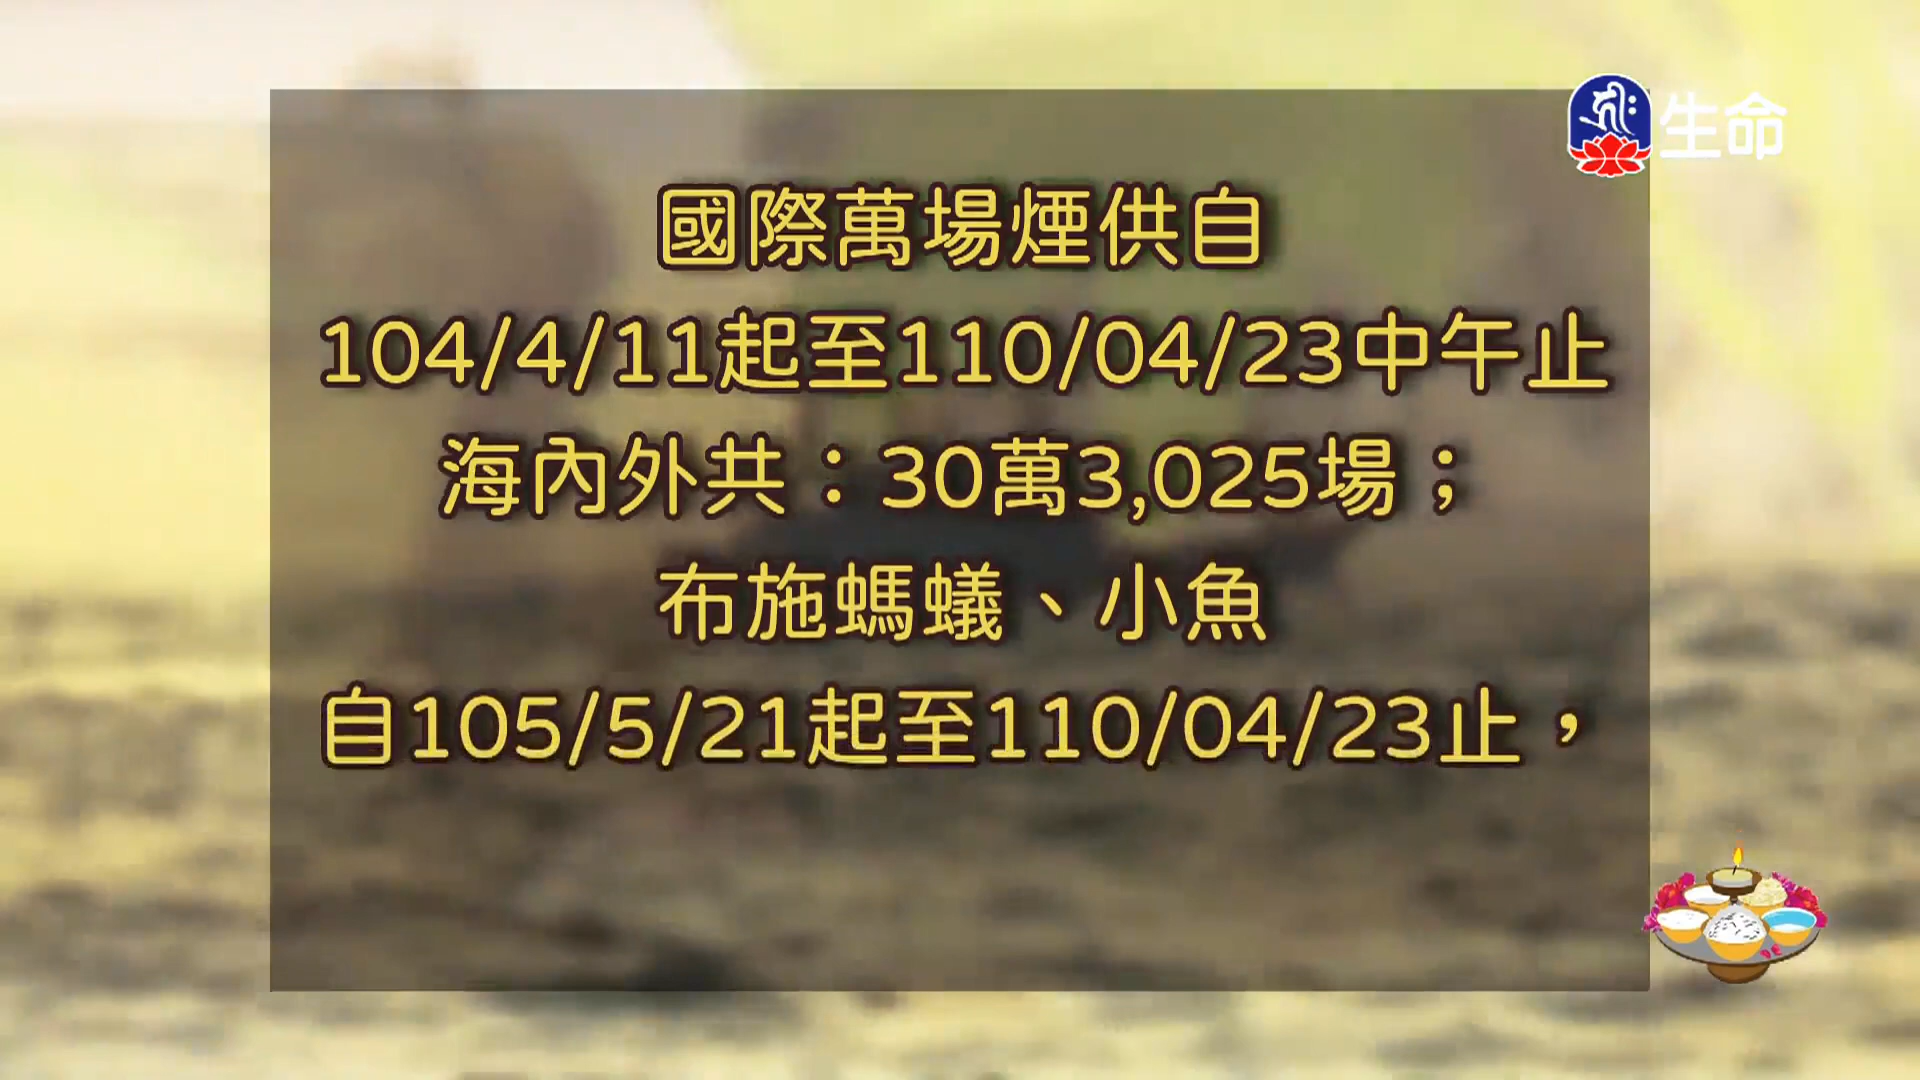 生命
國際萬場煙供自
104/4/11起至110/04/23中午止
海內外共：30萬3,025場；
布施螞蟻、小魚
自105/5/21起至110/04/23止，